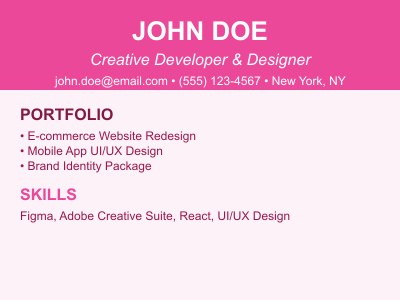 JOHN DOE
Creative Developer & Designer
john.doe@email.com • (555) 123-4567 • New York, NY
PORTFOLIO
• E-commerce Website Redesign
• Mobile App UI/UX Design
• Brand Identity Package
SKILLS
Figma, Adobe Creative Suite, React, UI/UX Design